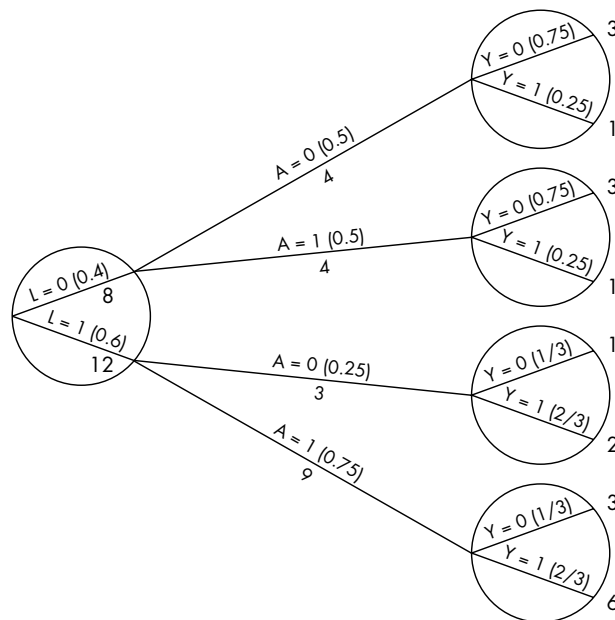 Y = 0 (0.75)
3
Y = 1 (0.25)
1
A = 0 (0.5)
4
Y = 0 (0.75)
3
A = 1 (0.5)
4
Y = 1 (0.25)
1
L = 0 (0.4)
8
L = 1 (0.6)
12
A = 0 (0.25)
3
Y = 0 (1/3)
1
Y = 1 (2/3)
2
A = 1 (0.75)
9
Y = 0 (1/3)
3
Y = 1 (2/3)
6